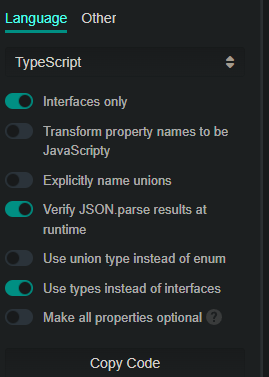 Language Other
TypeScript
Interfaces only
Transform property names to be
JavaScripty
Explicitly name unions
Verify JSON.parse results at
runtime
Use union type instead of enum
Use types instead of interfaces
Make all properties optional ?
Copy Code